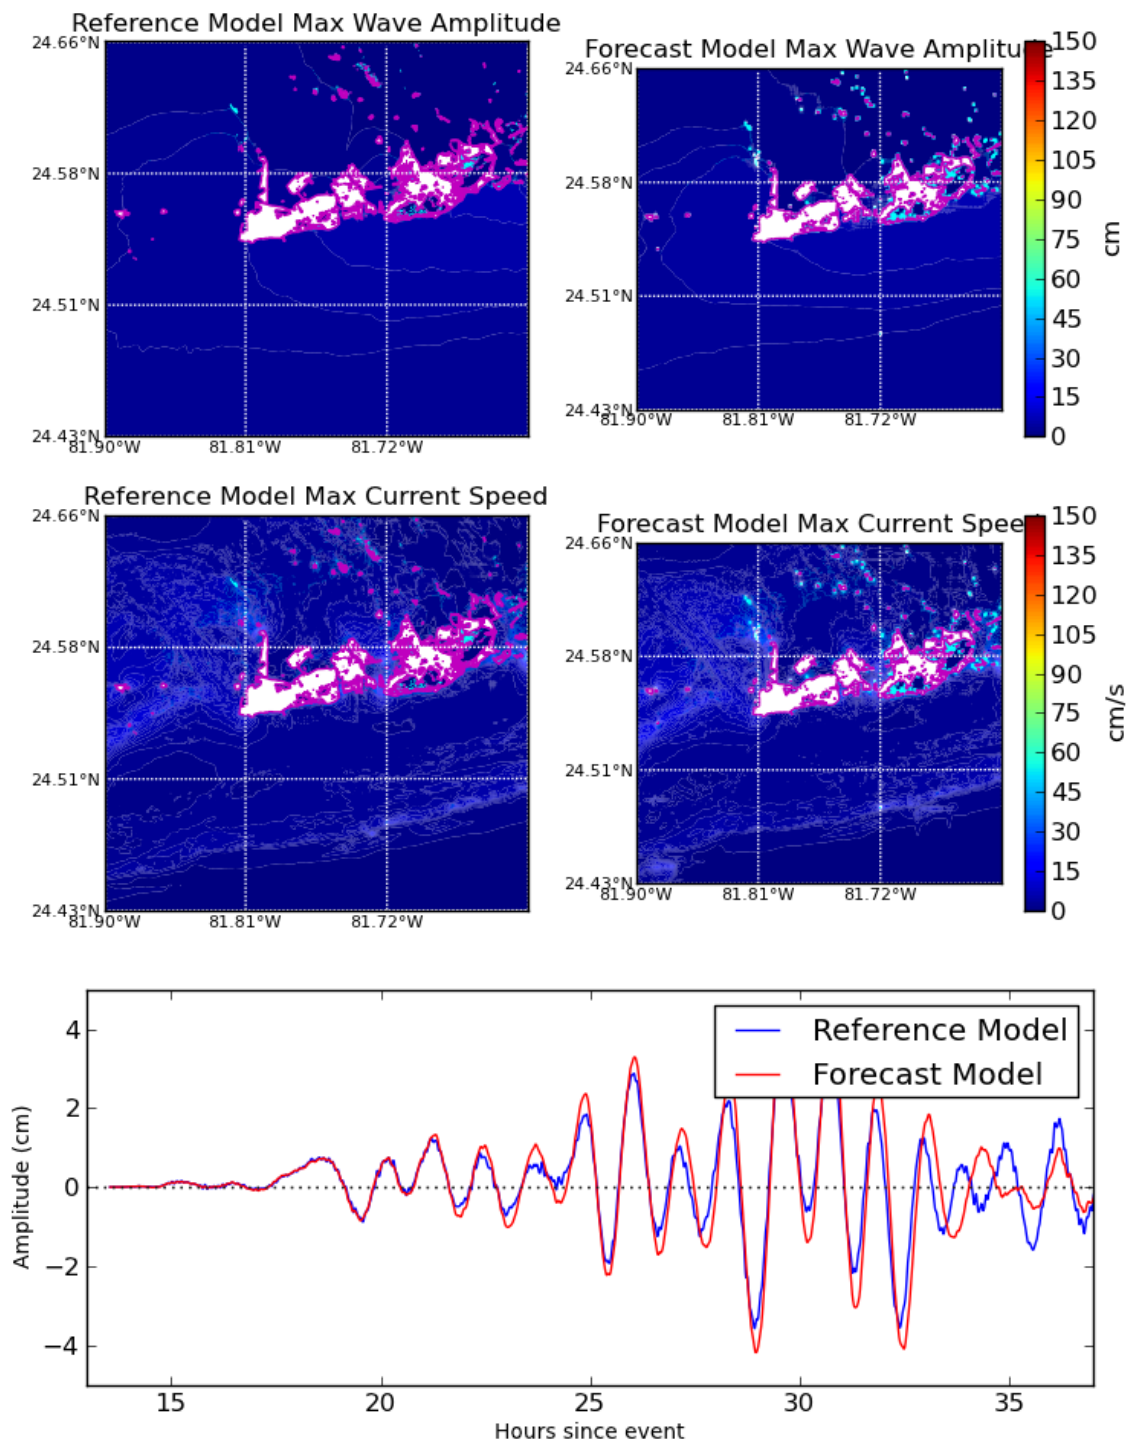 Reference Model Max Wave Amplitude
24.66°N
24.58°N
24.51°N
24.43°N
81.90°W
81.81°W
81.72°W
Forecast Model Max Wave Amplitude
24.66°N
24.58°N
24.51°N
24.43°N
81.90°W
81.81°W
81.72°W
150
135
120
105
90
75
60
45
30
15
0
cm
Reference Model Max Current Speed
24.66°N
24.58°N
24.51°N
24.43°N
81.90°W
81.81°W
81.72°W
Forecast Model Max Current Speed
24.66°N
24.58°N
24.51°N
24.43°N
81.90°W
81.81°W
81.72°W
150
135
120
105
90
75
60
45
30
15
0
cm/s
Reference Model
Forecast Model
Amplitude (cm)
4
2
0
−2
−4
15
20
25
30
35
Hours since event